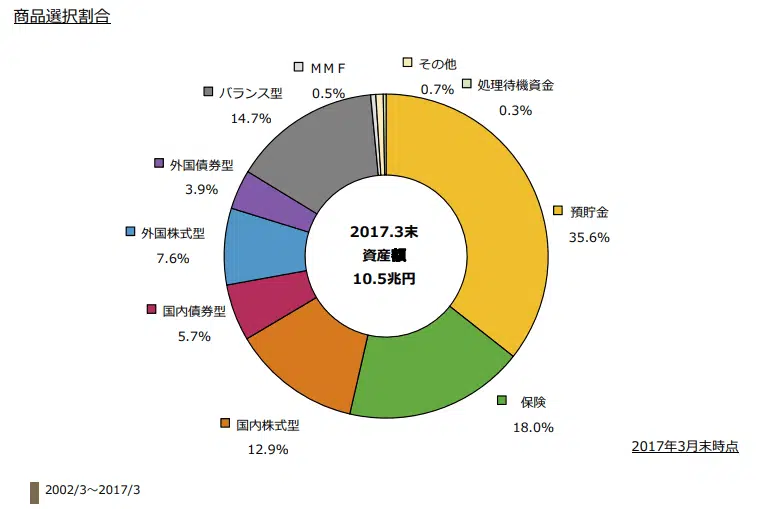 商品選択割合
その他
0.7%
ＭＭＦ
0.5%
処理待機資金
0.3%
バランス型
14.7%
外国債券型
3.9%
預貯金
35.6%
外国株式型
7.6%
2017.3末
資産額
10.5兆円
国内債券型
5.7%
保険
18.0%
国内株式型
12.9%
2017年3月末時点
2002/3～2017/3